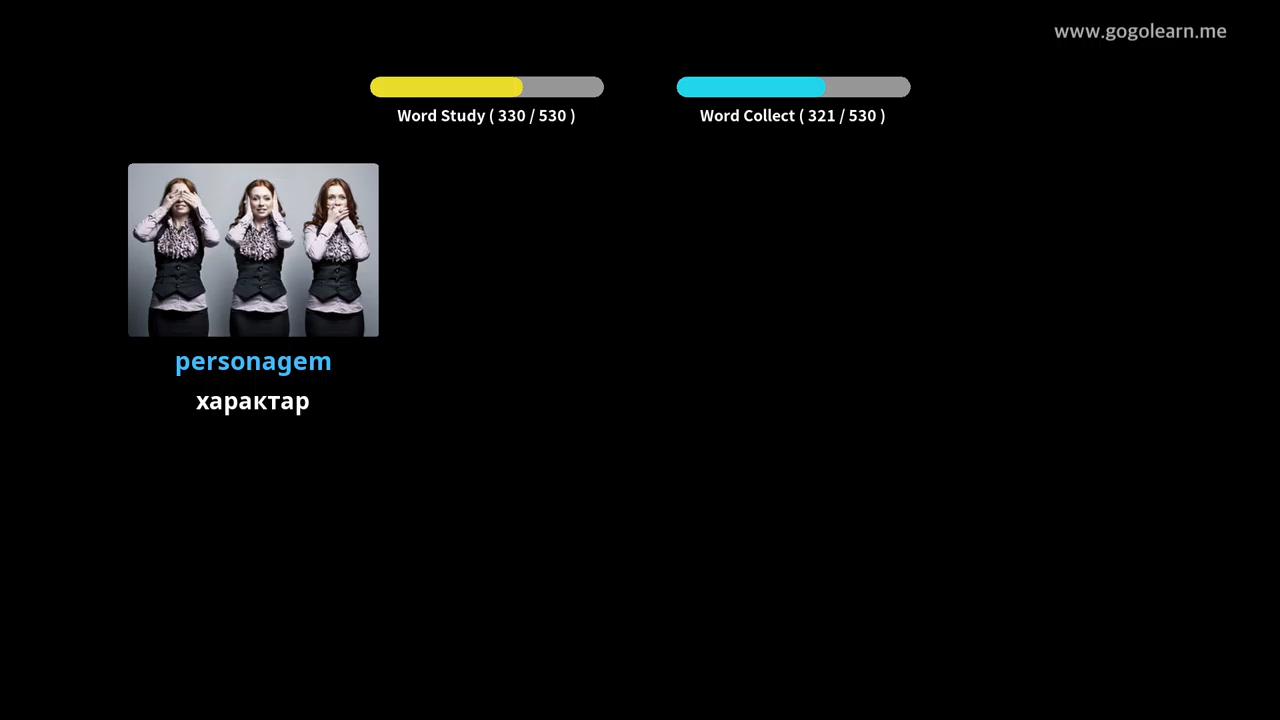 www.gogolearn.me
Word Study ( 330 / 530 )
Word Collect ( 321 / 530 )
personagem
характар